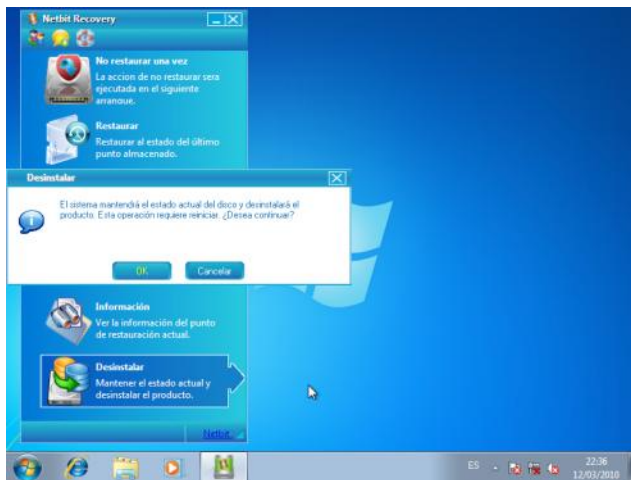 Netbit Recovery
No restaurar una vez
La accion de no restaurar sera
ejecutada en el siguiente
arranque.
Restaurar
Restaurar al estado del último
punto almacenado.
Desinstalar
El sistema mantendrá el estado actual del disco y desinstalará el
producto. Esta operación requiere reiniciar. ¿Desea continuar?
OK
Cancelar
Información
Ver la información del punto
de restauración actual.
Desinstalar
Mantener el estado actual y
desinstalar el producto.
Netbit
ES
22:36
12/03/2010